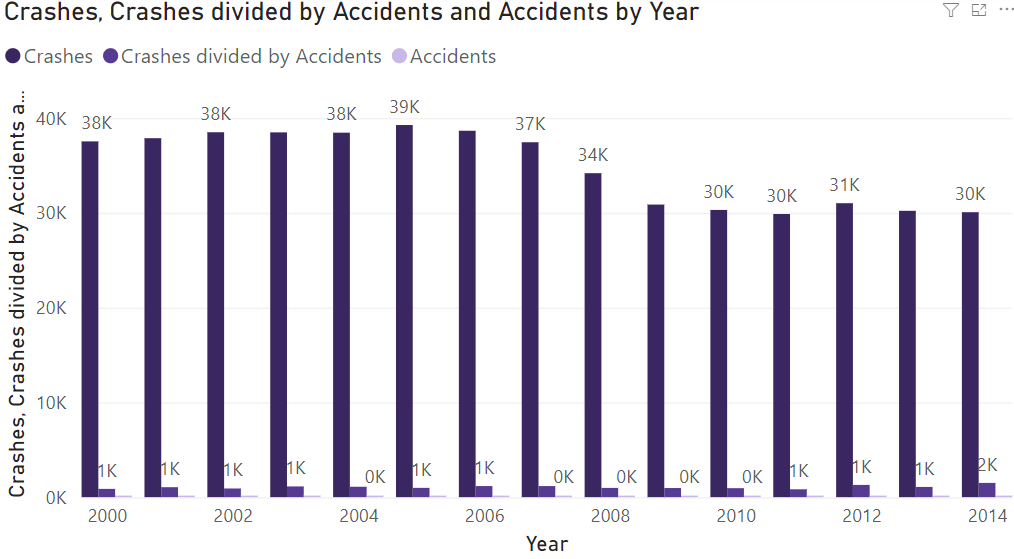 Crashes, Crashes divided by Accidents and Accidents by Year
Crashes Crashes divided by Accidents Accidents
Crashes, Crashes divided by Accidents a...
40K
30K
20K
10K
0K
38K 38K 38K 39K 37K 34K 30K 30K 31K 30K
1K 1K 1K 1K 0K 1K 1K 0K 0K 0K 0K 1K 1K 1K 2K
2000 2002 2004 2006 2008 2010 2012 2014
Year